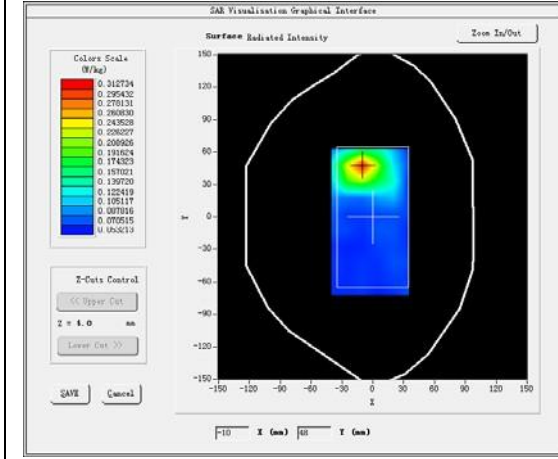 SAR Visualisation Graphical Interface
Surface Radiated Intensity
Zoom In/Out
Colors Scale
(W/kg)
0.312734
0.295432
0.278131
0.260830
0.243528
0.226227
0.208926
0.191624
0.174323
0.157021
0.139720
0.122419
0.105117
0.087816
0.070515
0.053213
150
120
90
60
30
Y
0
-30
-60
-90
-120
-150
-150 -120 -90 -60 -30 0 30 60 90 120 150
X
Z-Cuts Control
<< Upper Cut
Z = 4.0 mm
Lower Cut >>
SAVE Cancel
-10 X (mm) 48 Y (mm)